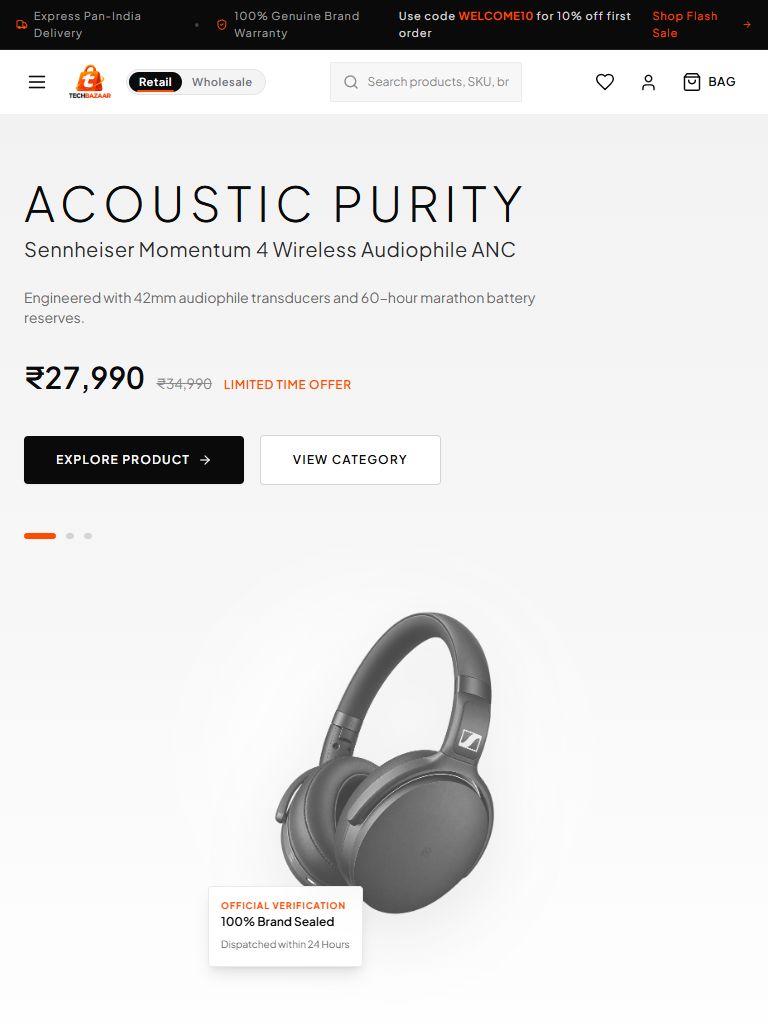 Express Pan-India
Delivery
100% Genuine Brand
Warranty
Use code WELCOME10 for 10% off first
order
Shop Flash
Sale
TECHBAZAAR
Retail
Wholesale
Search products, SKU, br
BAG
ACOUSTIC PURITY
Sennheiser Momentum 4 Wireless Audiophile ANC
Engineered with 42mm audiophile transducers and 60-hour marathon battery
reserves.
₹27,990 ₹34,990 LIMITED TIME OFFER
EXPLORE PRODUCT
VIEW CATEGORY
OFFICIAL VERIFICATION
100% Brand Sealed
Dispatched within 24 Hours